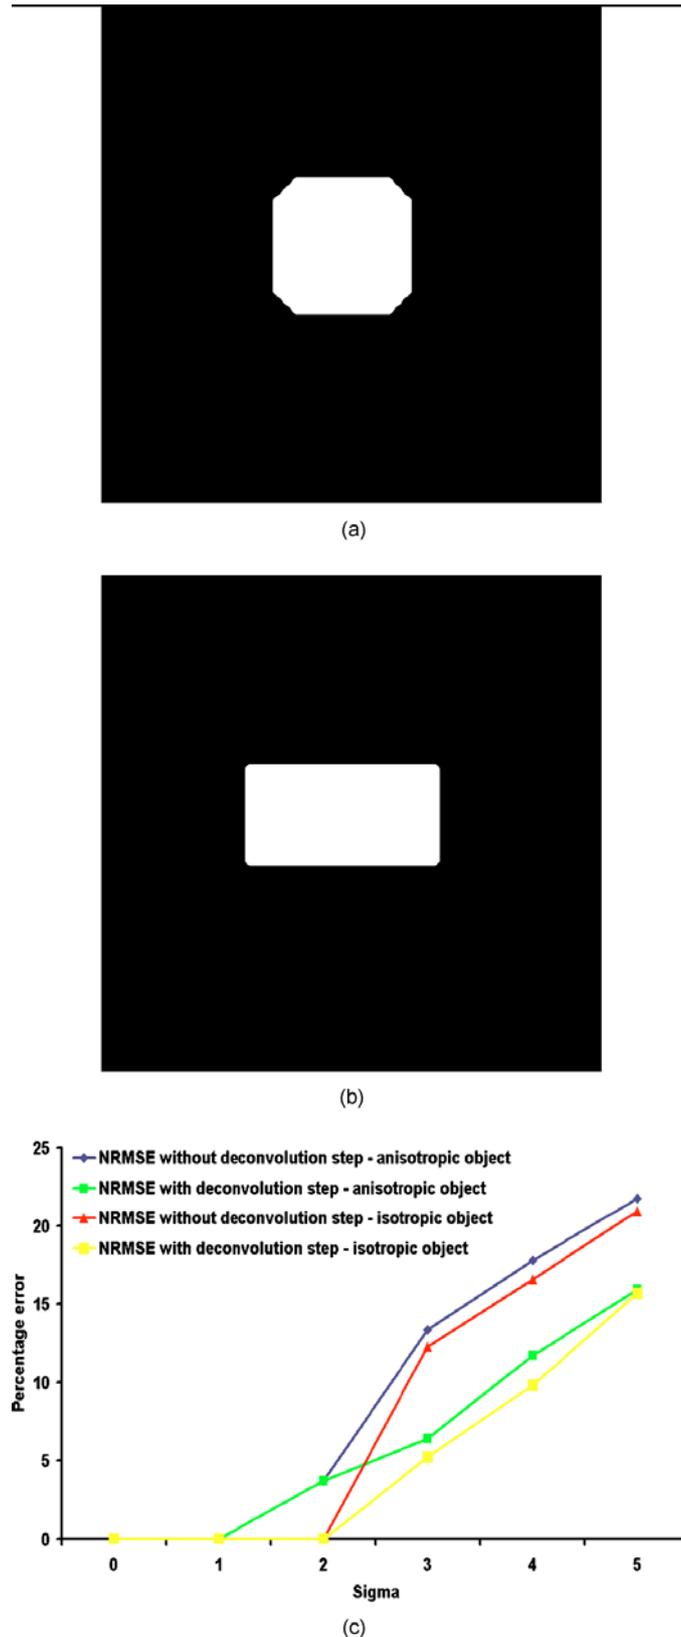 (a)
(b)
25
NRMSE without deconvolution step - anisotropic object
NRMSE with deconvolution step - anisotropic object
20
NRMSE without deconvolution step - isotropic object
NRMSE with deconvolution step - isotropic object
15
10
5
0
Percentage error
0 1 2 3 4 5
Sigma
(c)